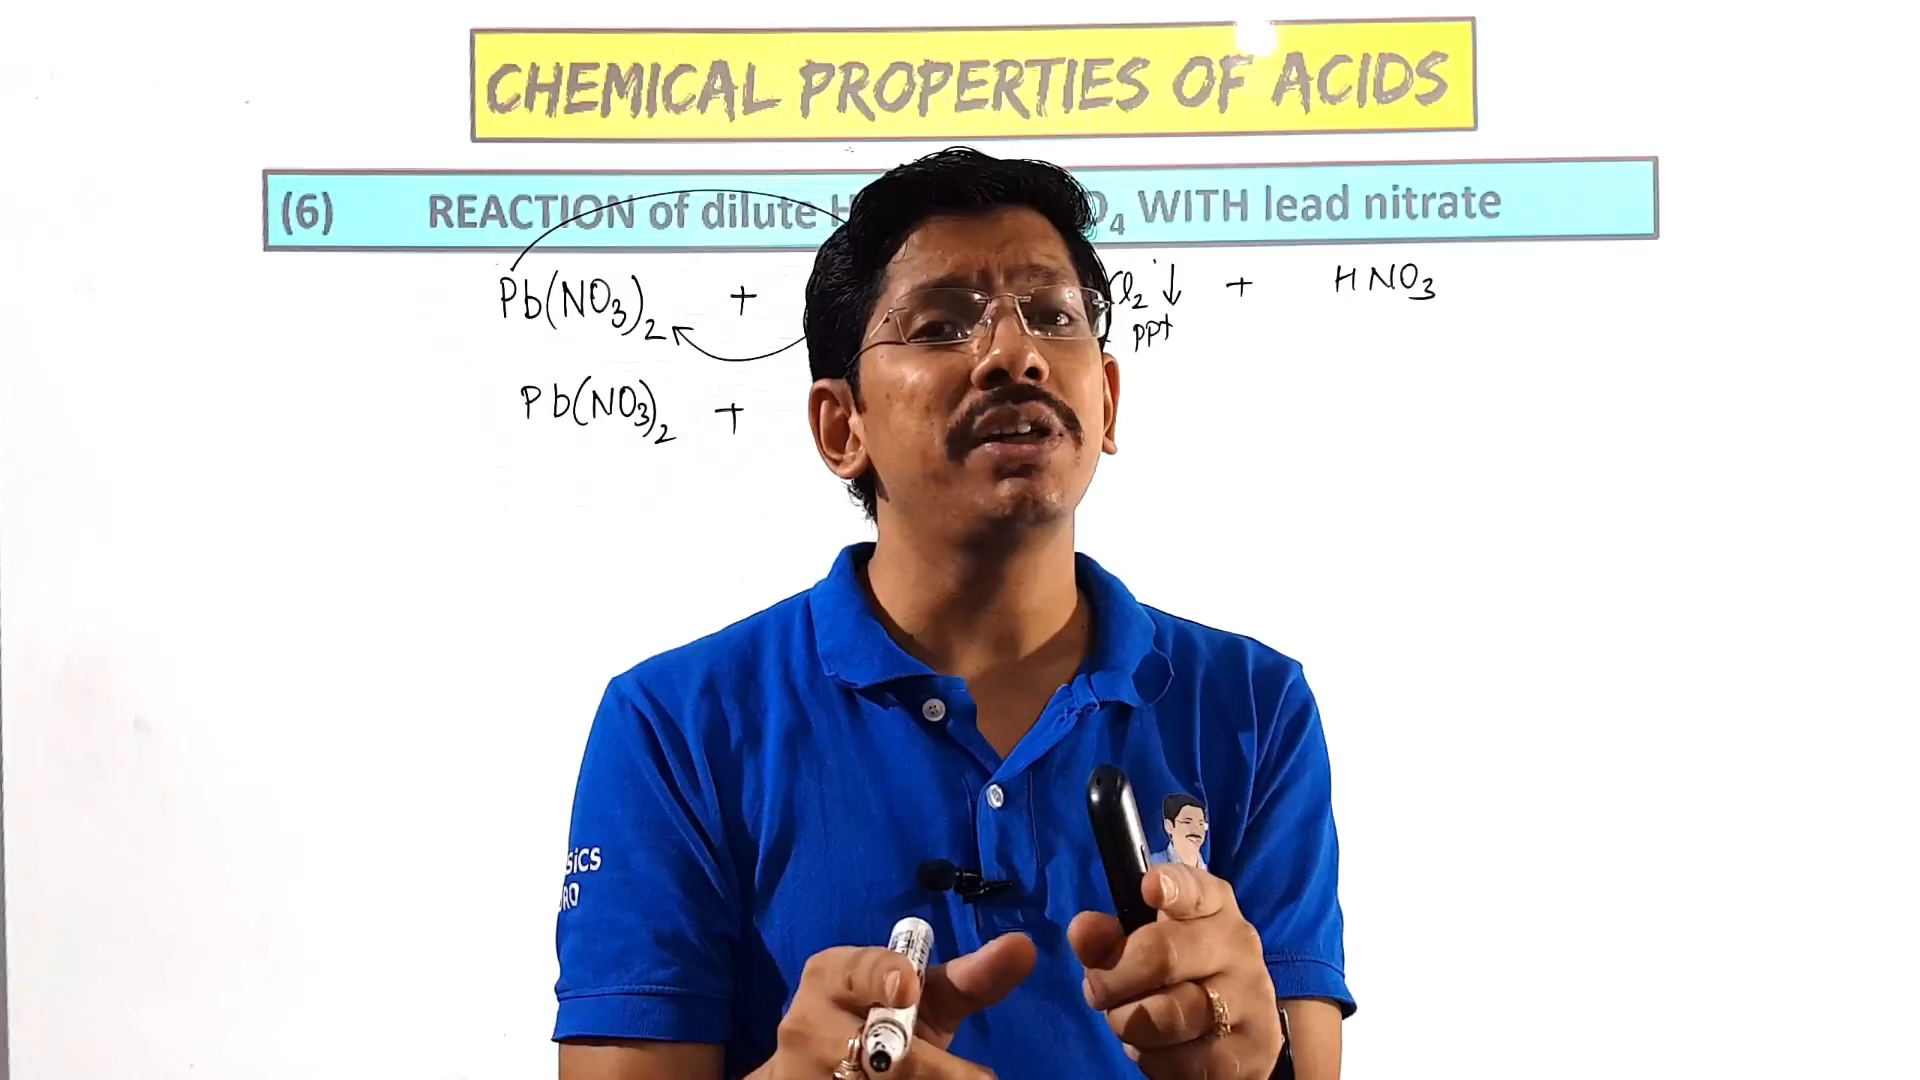 CHEMICAL PROPERTIES OF ACIDS
(6) REACTION of dilute H O₄ WITH lead nitrate
Pb(NO₃)₂ + Cl₂ ↓ + HNO₃
ppt
Pb(NO₃)₂ +
SiCS
RO